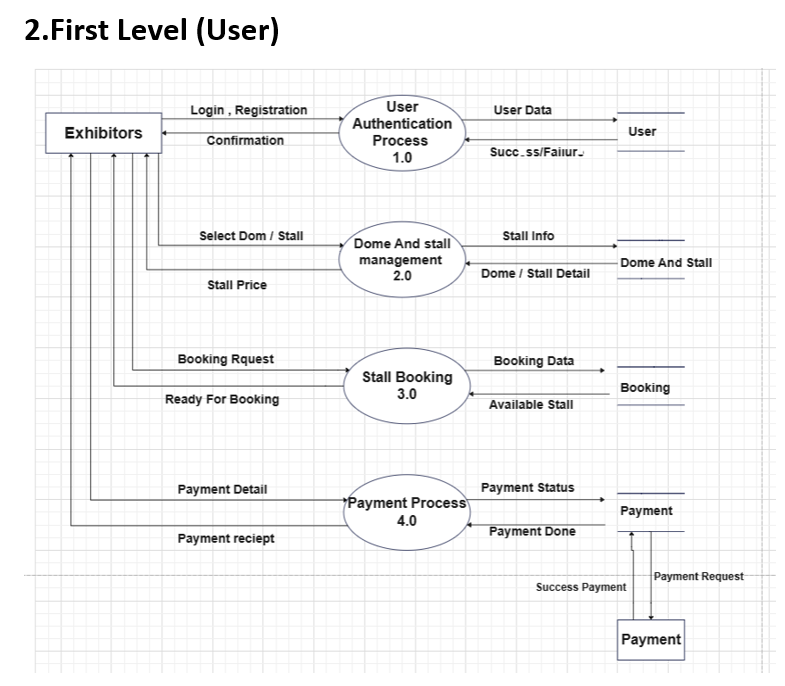 2.First Level (User)
Exhibitors
Login , Registration
Confirmation
User
Authentication
Process
1.0
User Data
User
Select Dom / Stall
Stall Price
Dome And stall
management
2.0
Stall Info
Dome / Stall Detail
Dome And Stall
Booking Rquest
Ready For Booking
Stall Booking
3.0
Booking Data
Available Stall
Booking
Payment Detail
Payment reciept
Payment Process
4.0
Payment Status
Payment Done
Payment
Success Payment
Payment Request
Payment